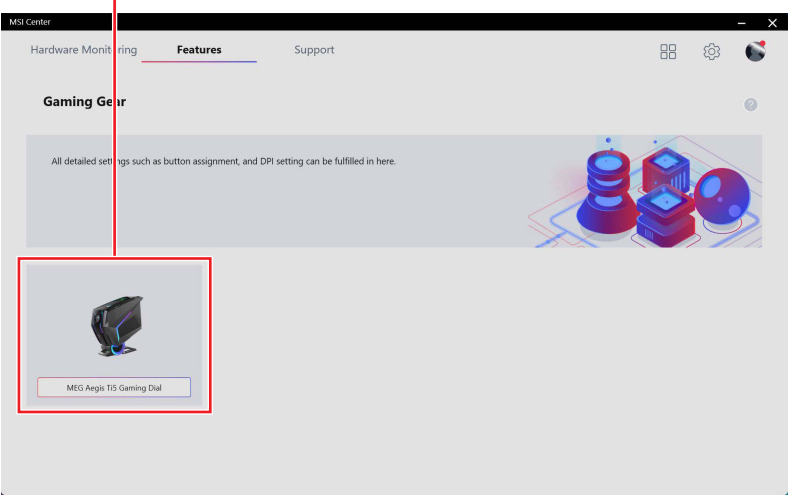 MSI Center
Hardware Monitoring
Features
Support
Gaming Gear
?
All detailed settings such as button assignment, and DPI setting can be fulfilled in here.
MEG Aegis Ti5 Gaming Dial